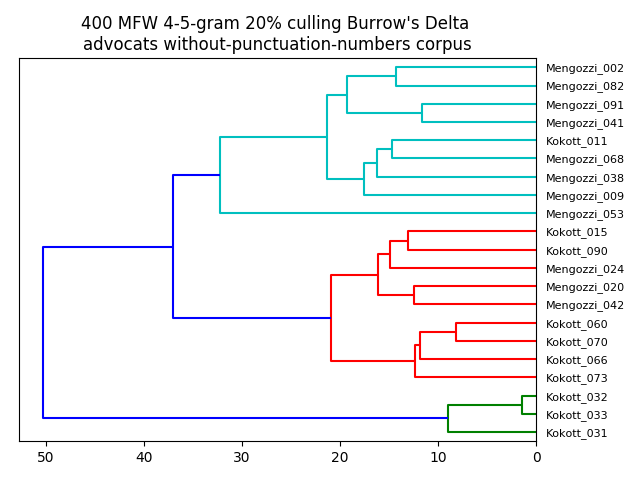 400 MFW 4-5-gram 20% culling Burrow's Delta
advocats without-punctuation-numbers corpus
Mengozzi_002
Mengozzi_082
Mengozzi_091
Mengozzi_041
Kokott_011
Mengozzi_068
Mengozzi_038
Mengozzi_009
Mengozzi_053
Kokott_015
Kokott_090
Mengozzi_024
Mengozzi_020
Mengozzi_042
Kokott_060
Kokott_070
Kokott_066
Kokott_073
Kokott_032
Kokott_033
Kokott_031
50 40 30 20 10 0